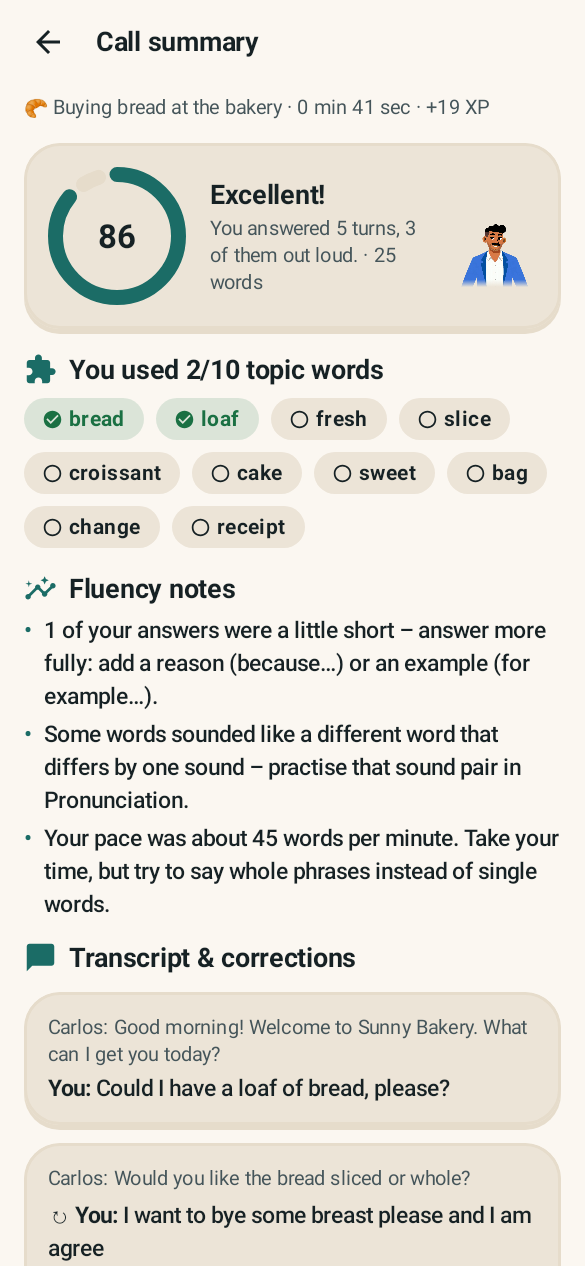 Call summary
🥐 Buying bread at the bakery · 0 min 41 sec · +19 XP
86
Excellent!
You answered 5 turns, 3
of them out loud. · 25
words
You used 2/10 topic words
bread
loaf
fresh
slice
croissant
cake
sweet
bag
change
receipt
Fluency notes
• 1 of your answers were a little short – answer more
fully: add a reason (because…) or an example (for
example…).
• Some words sounded like a different word that
differs by one sound – practise that sound pair in
Pronunciation.
• Your pace was about 45 words per minute. Take your
time, but try to say whole phrases instead of single
words.
Transcript & corrections
Carlos: Good morning! Welcome to Sunny Bakery. What
can I get you today?
You: Could I have a loaf of bread, please?
Carlos: Would you like the bread sliced or whole?
↻ You: I want to bye some breast please and I am
agree